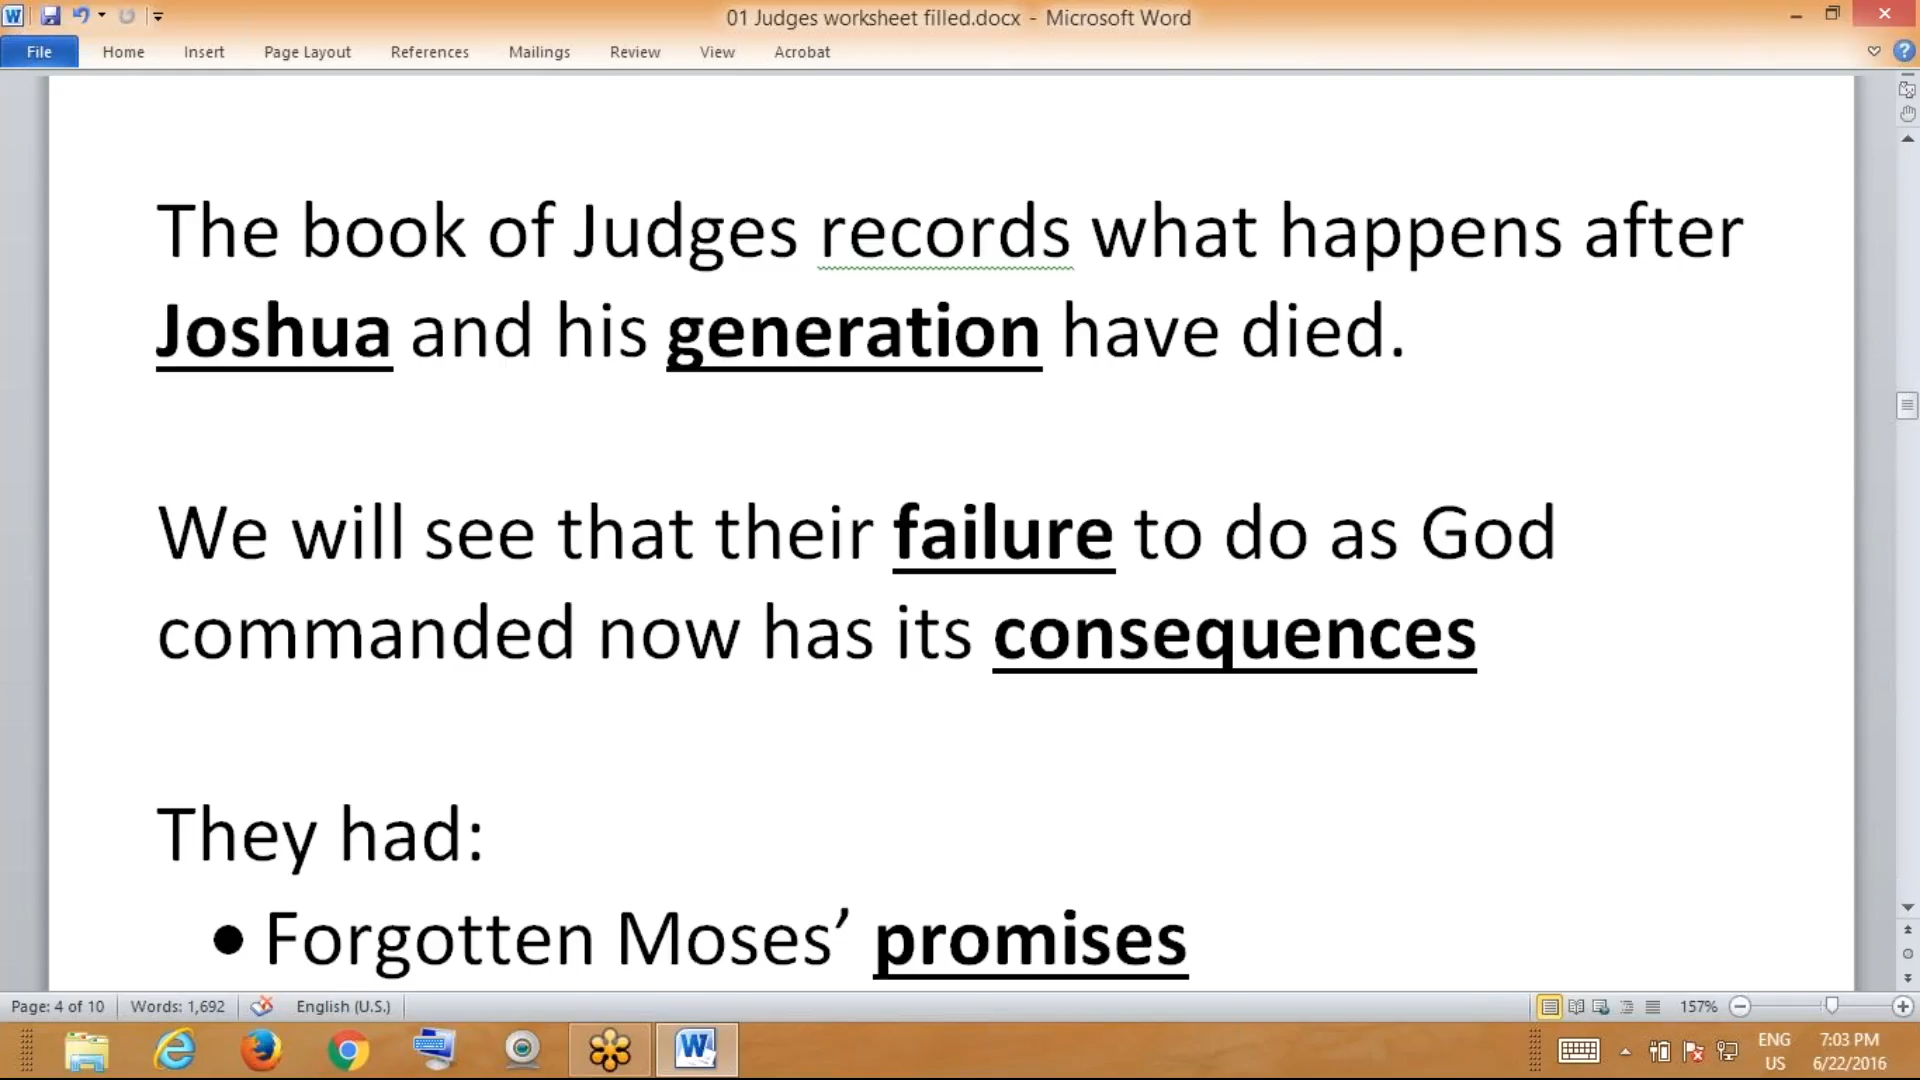 01 Judges worksheet filled.docx - Microsoft Word
File Home Insert Page Layout References Mailings Review View Acrobat
The book of Judges records what happens after
Joshua and his generation have died.
We will see that their failure to do as God
commanded now has its consequences
They had:
• Forgotten Moses’ promises
Page: 4 of 10 Words: 1,692 English (U.S.) 157%
ENG 7:03 PM
US 6/22/2016